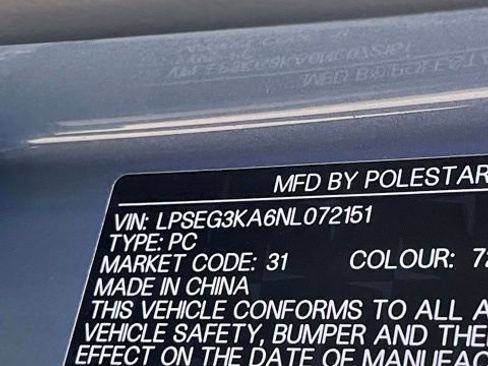 MFD BY POLESTAR
VIN: LPSEG3KA6NL072151
TYPE: PC
MARKET CODE: 31 COLOUR: 72
MADE IN CHINA
THIS VEHICLE CONFORMS TO ALL A
VEHICLE SAFETY, BUMPER AND THE
EFFECT ON THE DATE OF MANUFAC